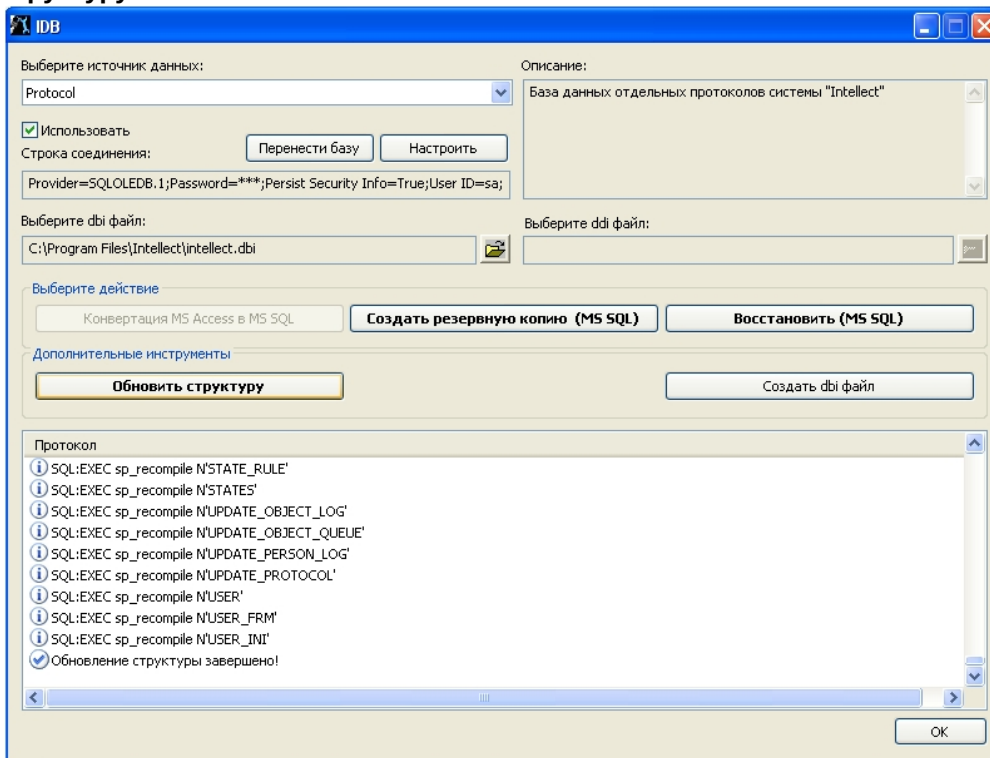 IDB
Выберите источник данных:
Protocol
Описание:
База данных отдельных протоколов системы "Intellect"
Использовать
Строка соединения:
Перенести базу
Настроить
Provider=SQLOLEDB.1;Password=***;Persist Security Info=True;User ID=sa;
Выберите dbi файл:
C:\Program Files\Intellect\intellect.dbi
Выберите ddi файл:
Выберите действие
Конвертация MS Access в MS SQL
Создать резервную копию (MS SQL)
Восстановить (MS SQL)
Дополнительные инструменты
Обновить структуру
Создать dbi файл
Протокол
SQL:EXEC sp_recompile N'STATE_RULE'
SQL:EXEC sp_recompile N'STATES'
SQL:EXEC sp_recompile N'UPDATE_OBJECT_LOG'
SQL:EXEC sp_recompile N'UPDATE_OBJECT_QUEUE'
SQL:EXEC sp_recompile N'UPDATE_PERSON_LOG'
SQL:EXEC sp_recompile N'UPDATE_PROTOCOL'
SQL:EXEC sp_recompile N'USER'
SQL:EXEC sp_recompile N'USER_FRM'
SQL:EXEC sp_recompile N'USER_INI'
Обновление структуры завершено!
OK